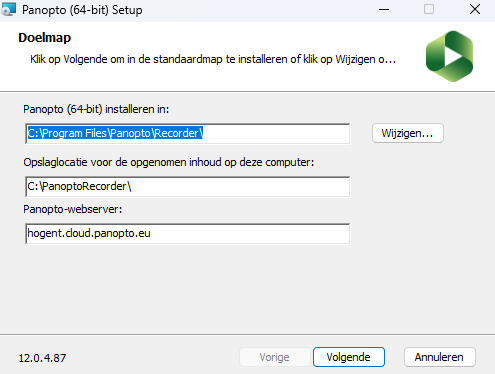 Panopto (64-bit) Setup
Doelmap
Klik op Volgende om in de standaardmap te installeren of klik op Wijzigen o...
Panopto (64-bit) installeren in:
C:\Program Files\Panopto\Recorder\
Wijzigen...
Opslaglocatie voor de opgenomen inhoud op deze computer:
C:\PanoptoRecorder\
Panopto-webserver:
hogent.cloud.panopto.eu
12.0.4.87
Vorige
Volgende
Annuleren